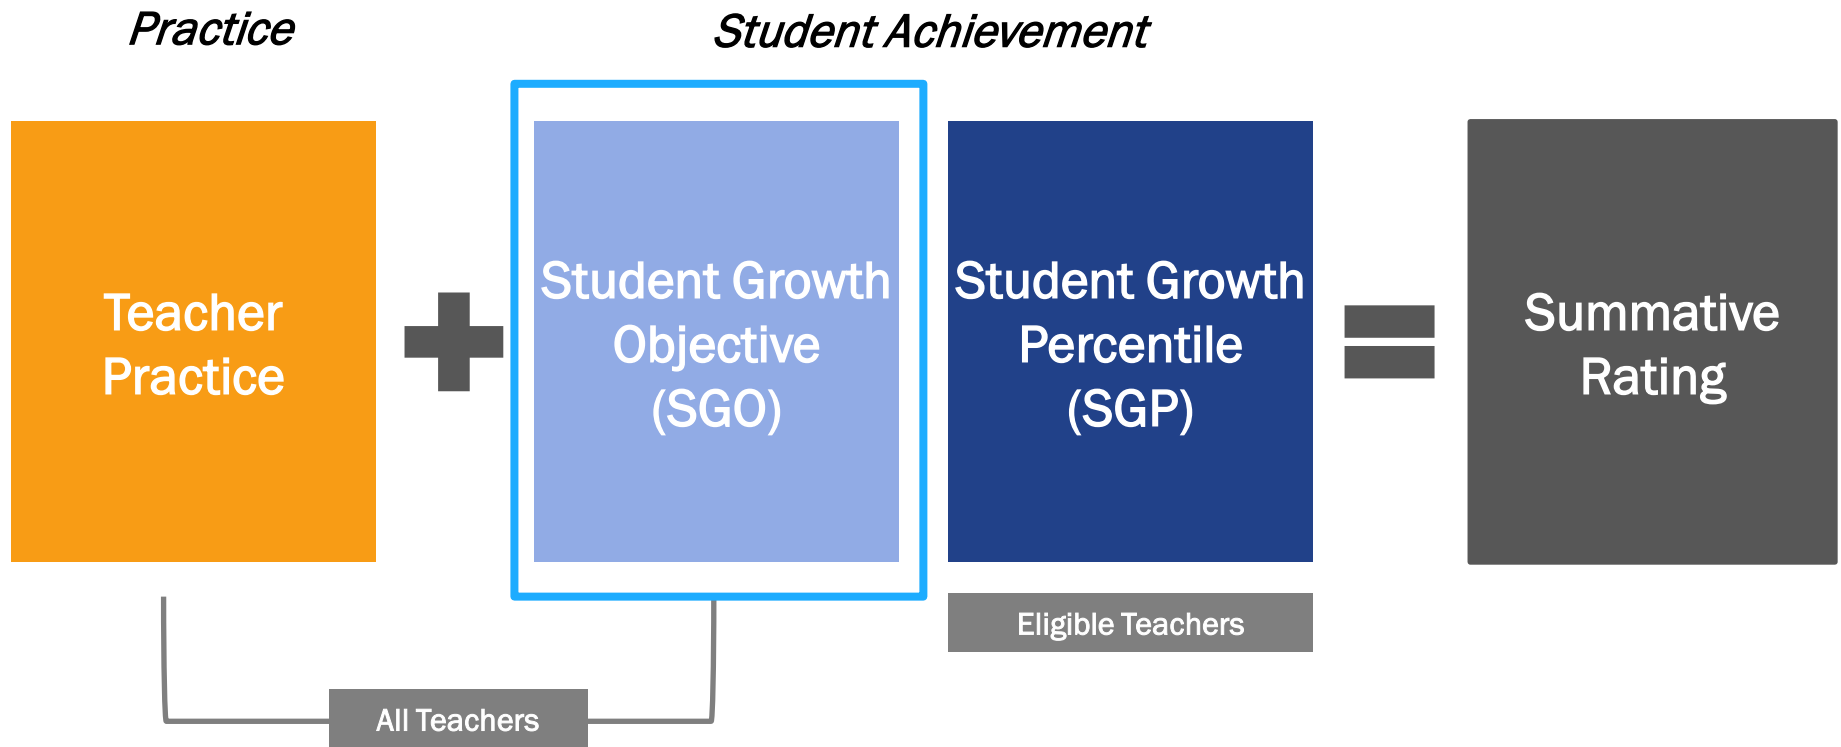 Practice
Student Achievement
Teacher
Practice
Student Growth
Objective
(SGO)
Student Growth
Percentile
(SGP)
Summative
Rating
Eligible Teachers
All Teachers